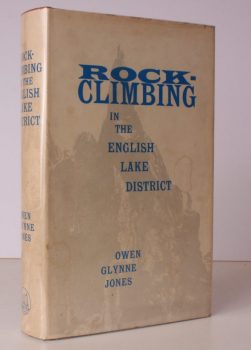 ROCK-
CLIMBING
IN THE
ENGLISH
LAKE
DISTRICT
OWEN
GLYNNE
JONES
ROCK-
CLIMBING
IN
THE
ENGLISH
LAKE
DISTRICT
OWEN
GLYNNE
JONES